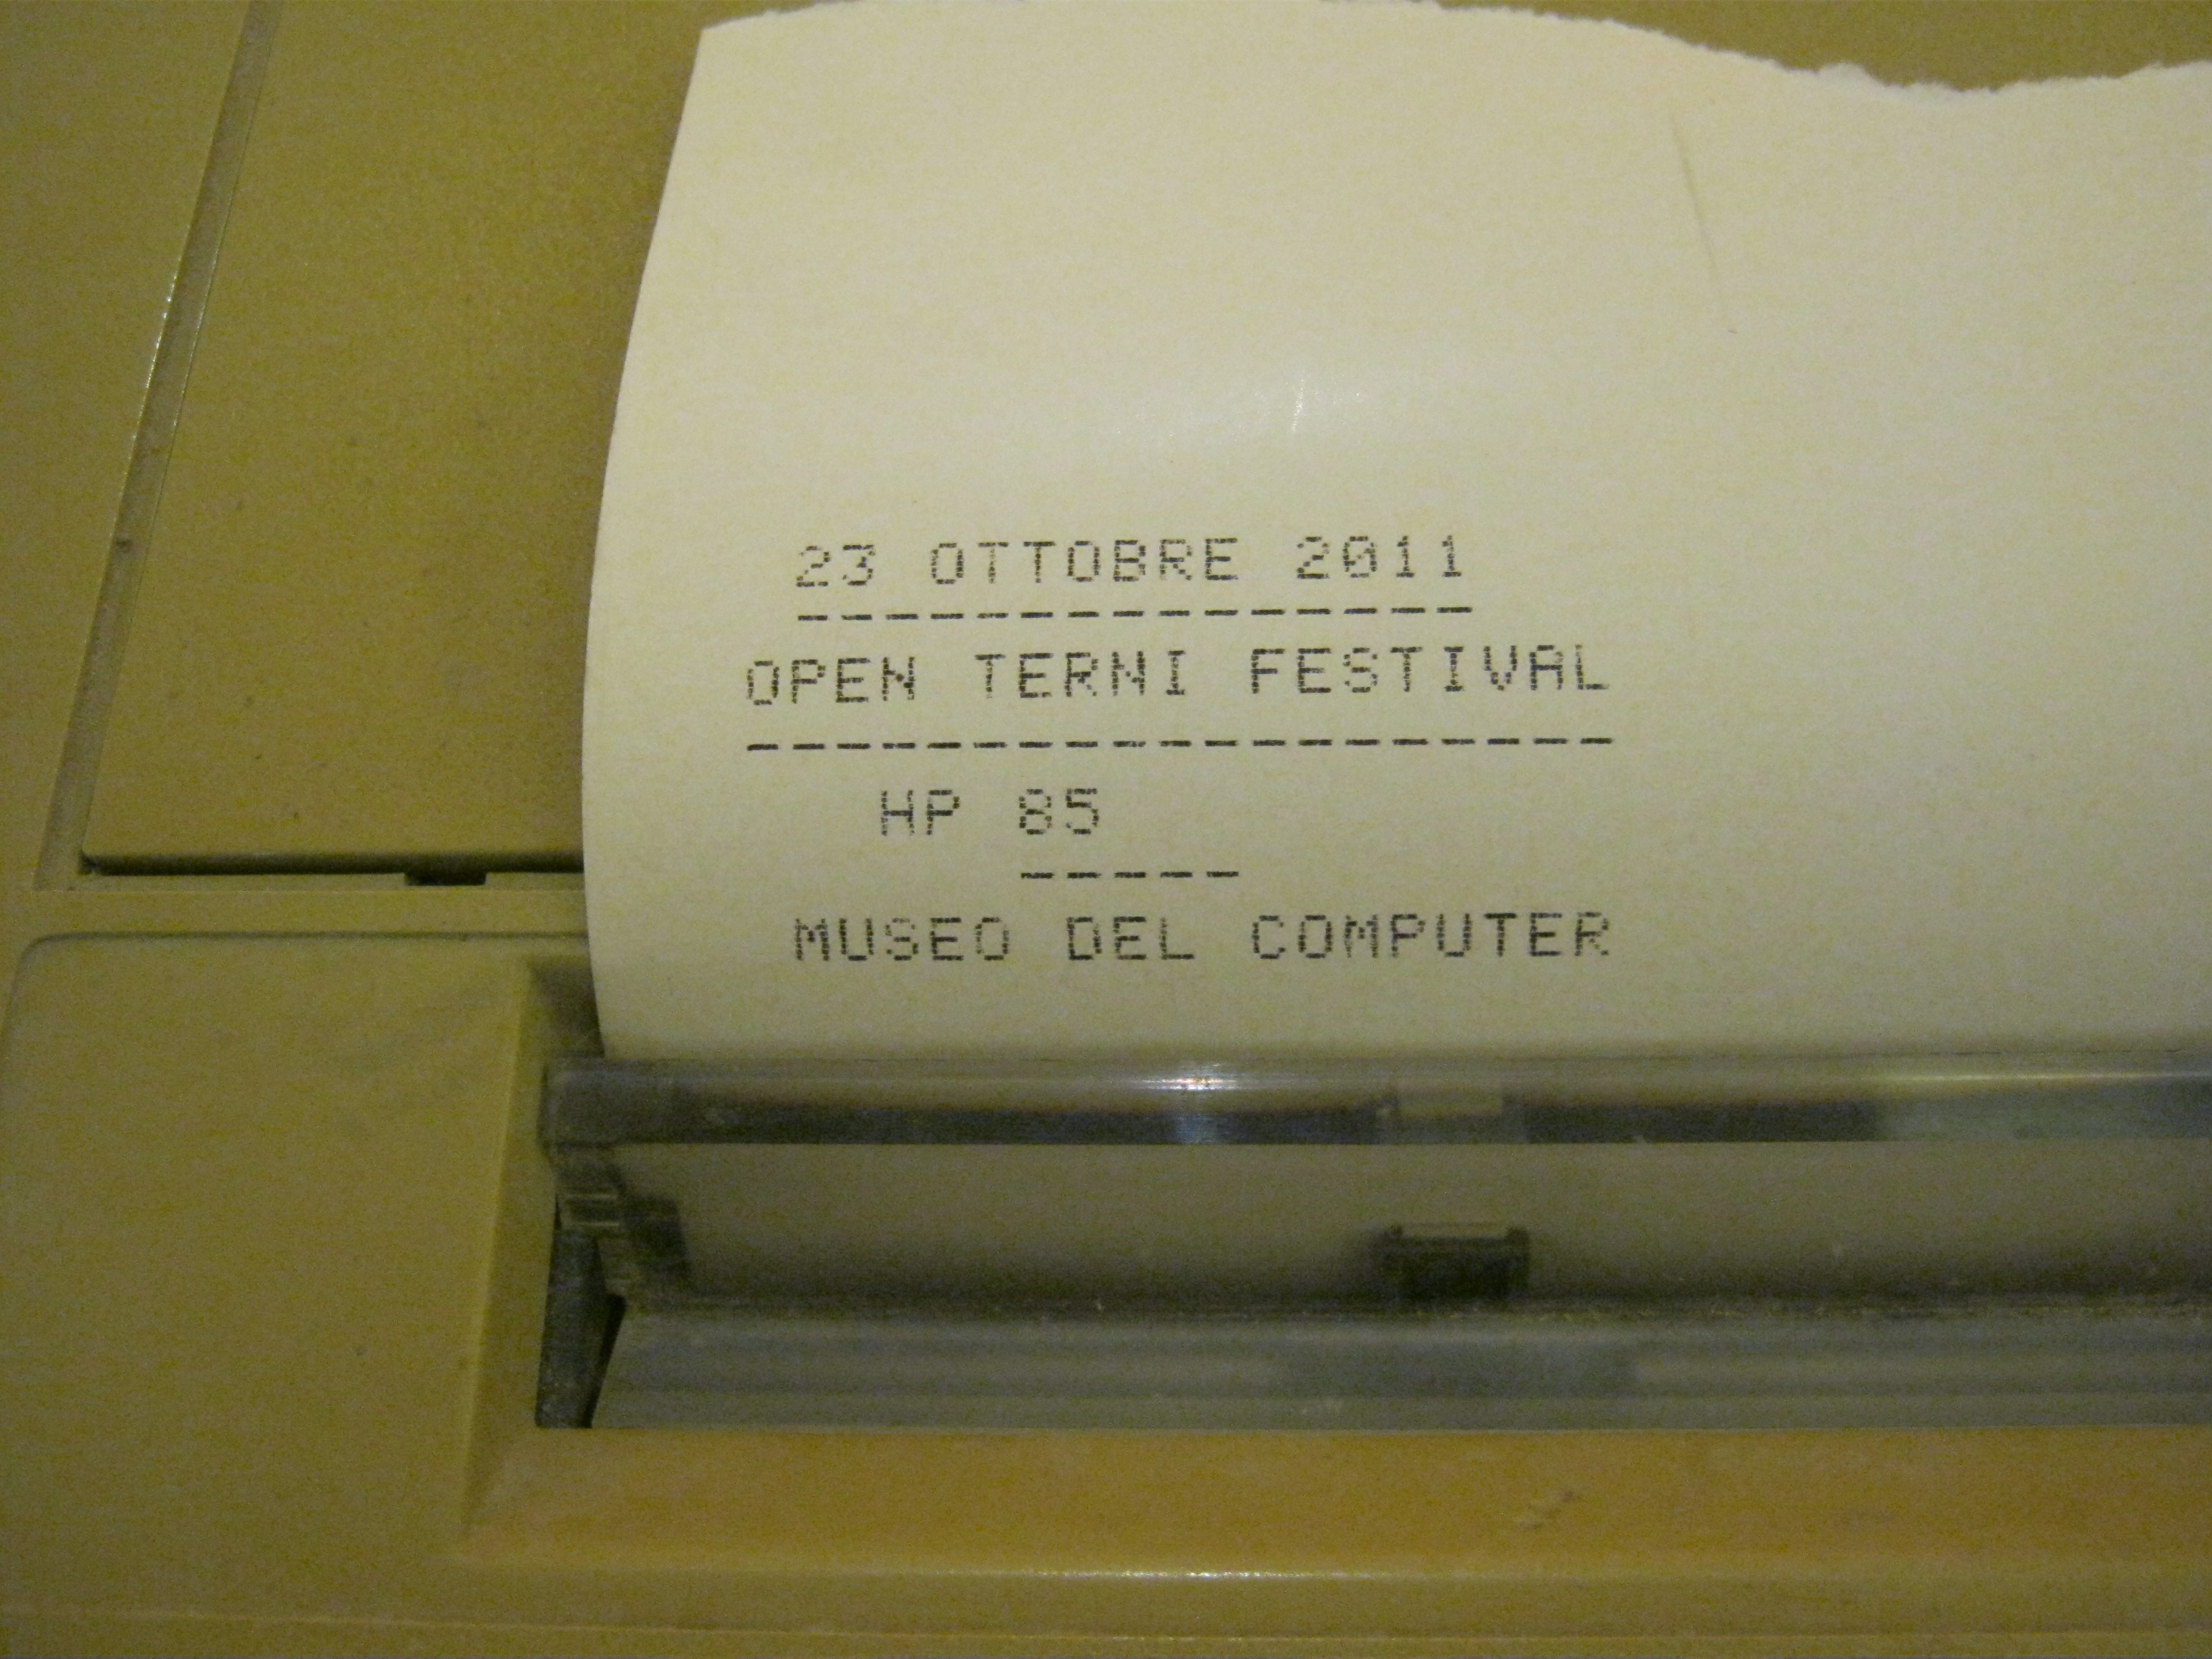 23 OTTOBRE 2011
---------------
OPEN TERNI FESTIVAL
-------------------
HP 85
-----
MUSEO DEL COMPUTER